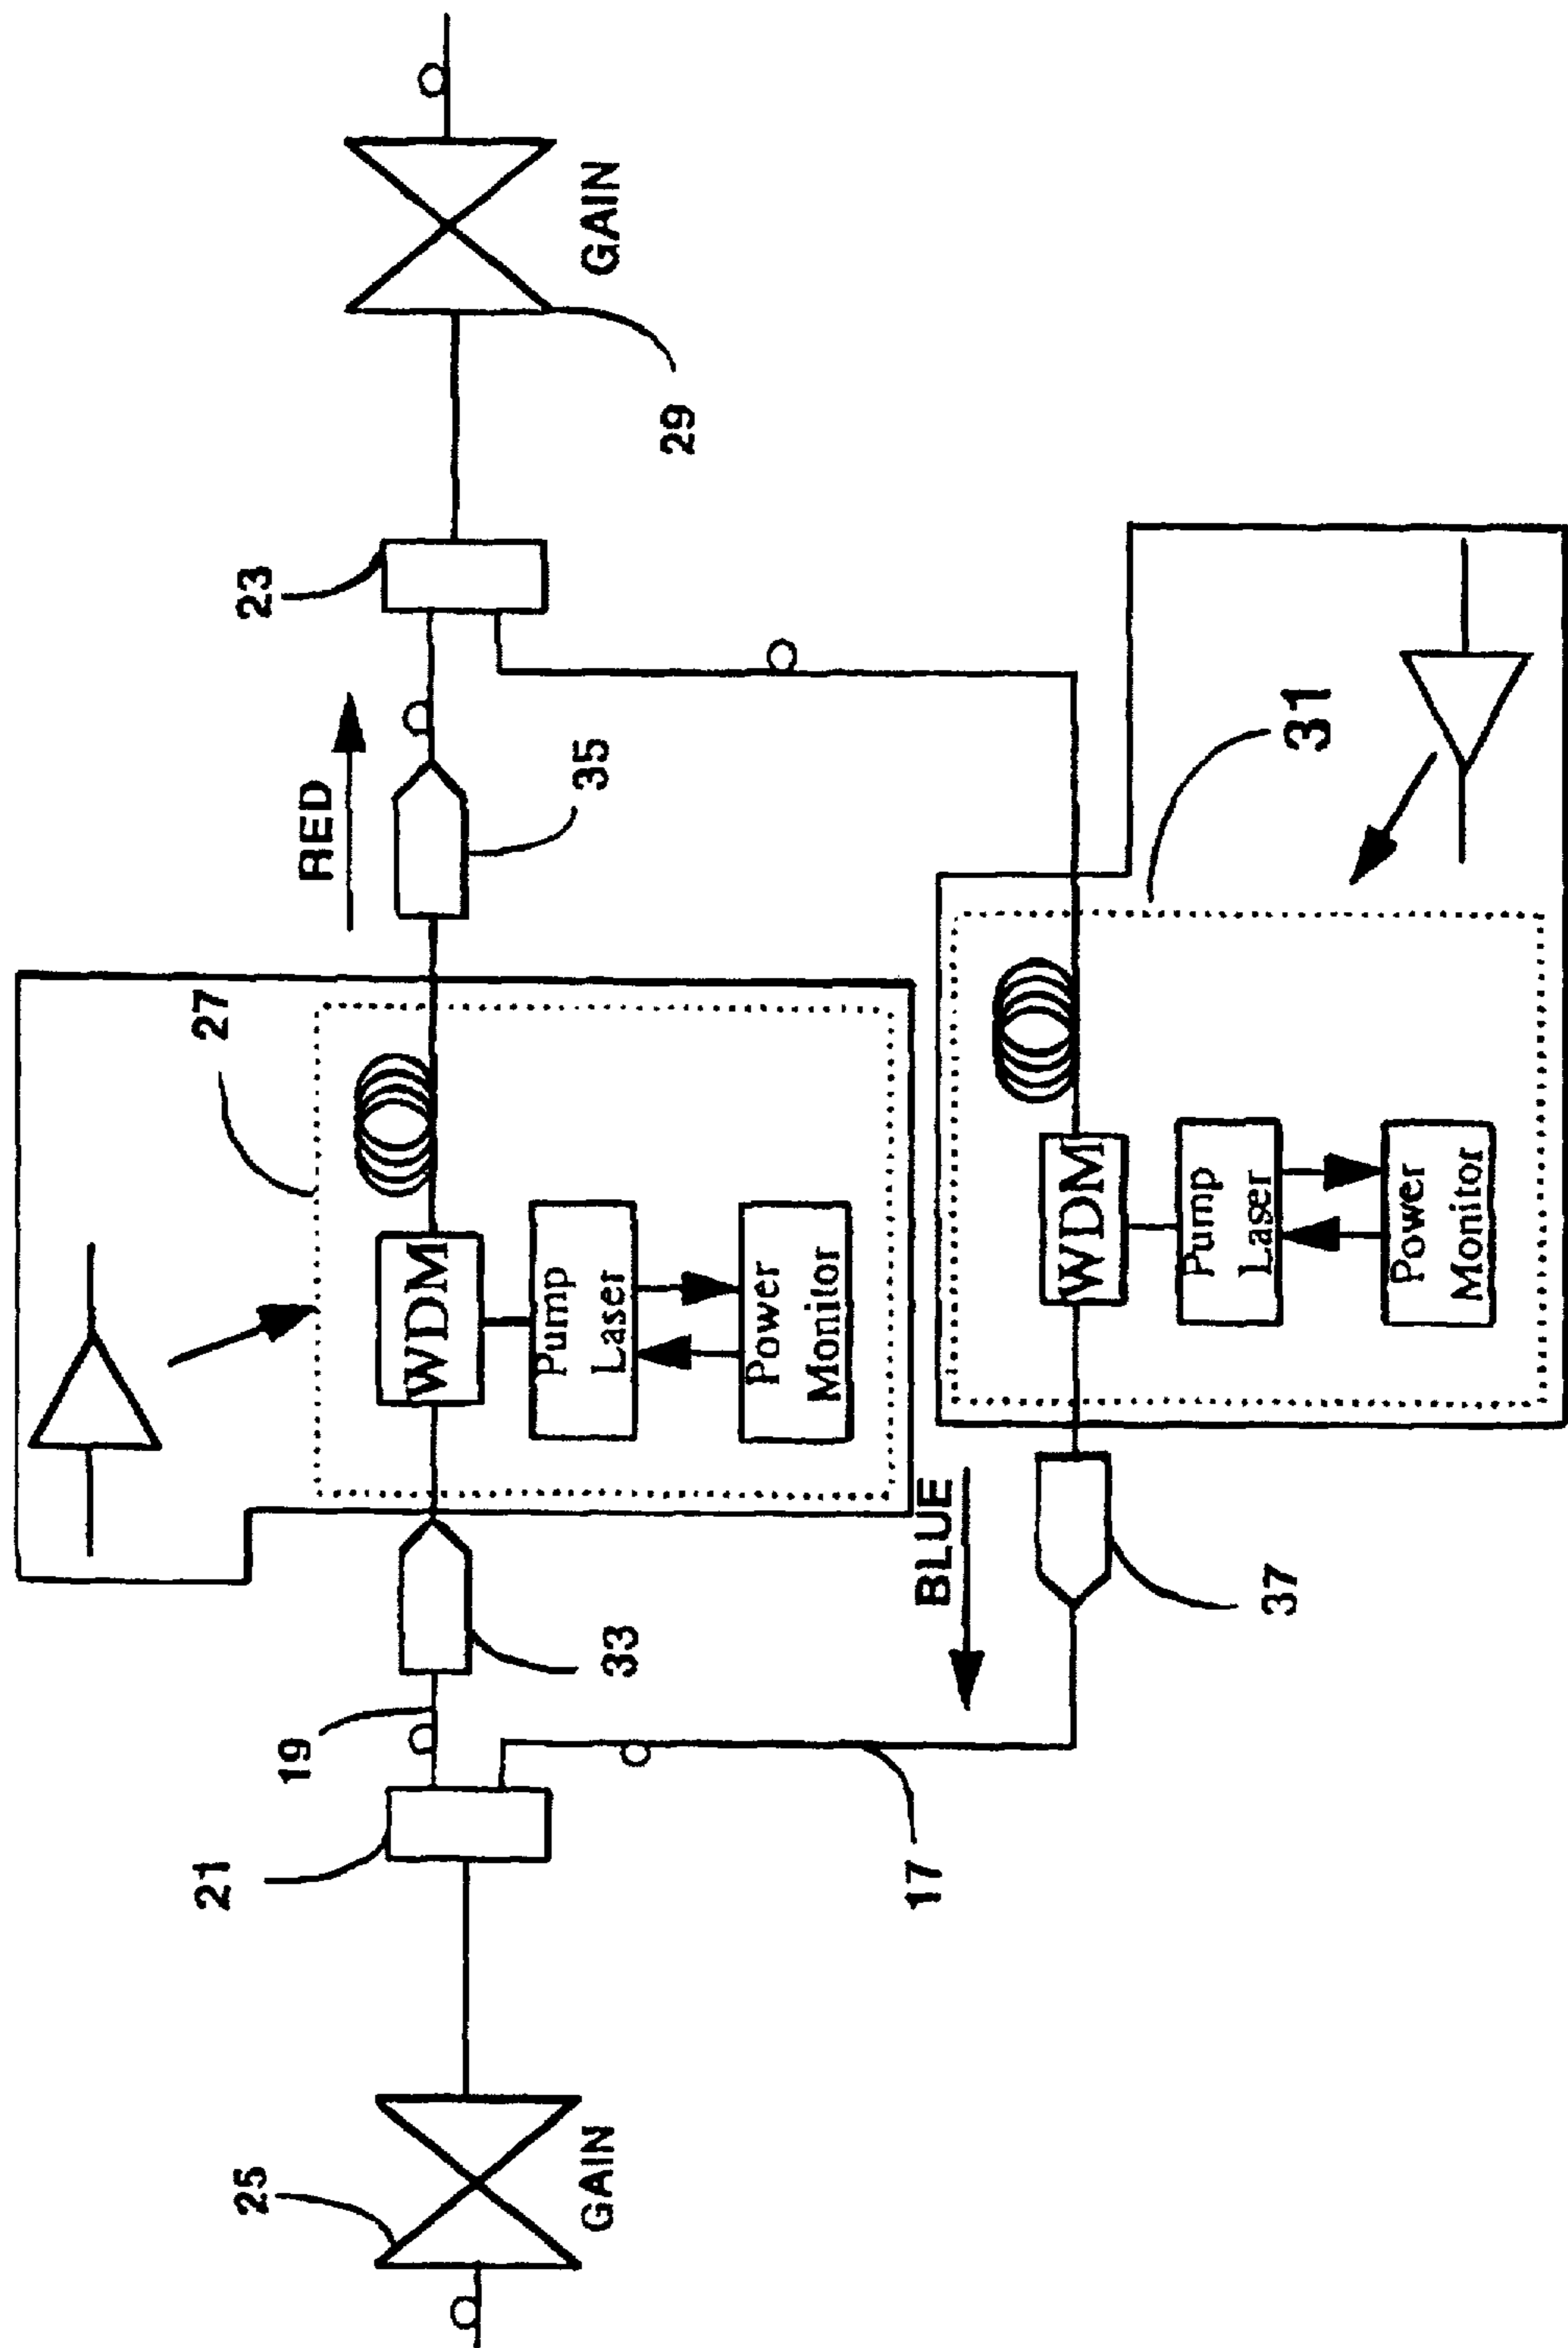 27
RED
23
GAIN
29
35
WDM
Pump
Laser
Power
Monitor
25
GAIN
21
19
33
17
BLUE
37
31
WDM
Pump
Laser
Power
Monitor